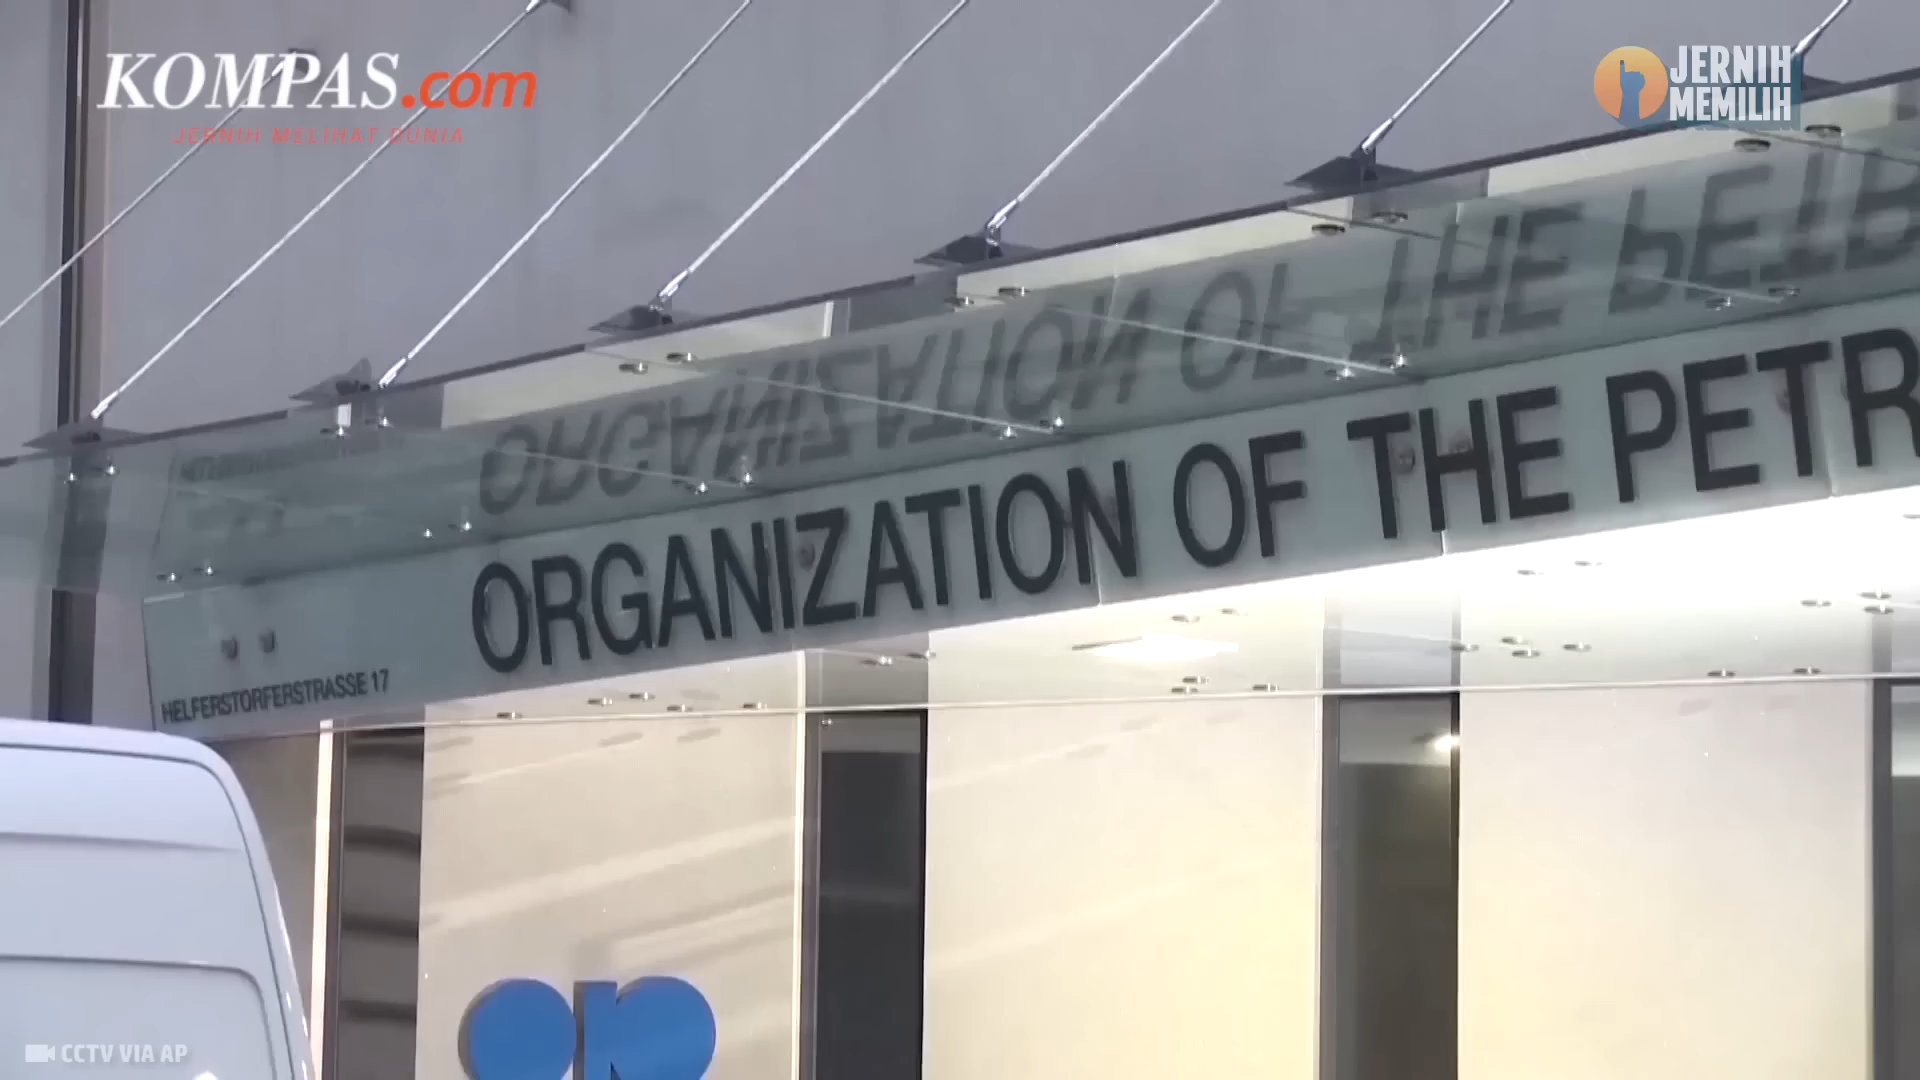 KOMPAS.com
JERNIH MELIHAT DUNIA
JERNIH
MEMILIH
ORGANIZATION OF THE PETR
HELFERSTORFERSTRASSE 17
CCTV VIA AP